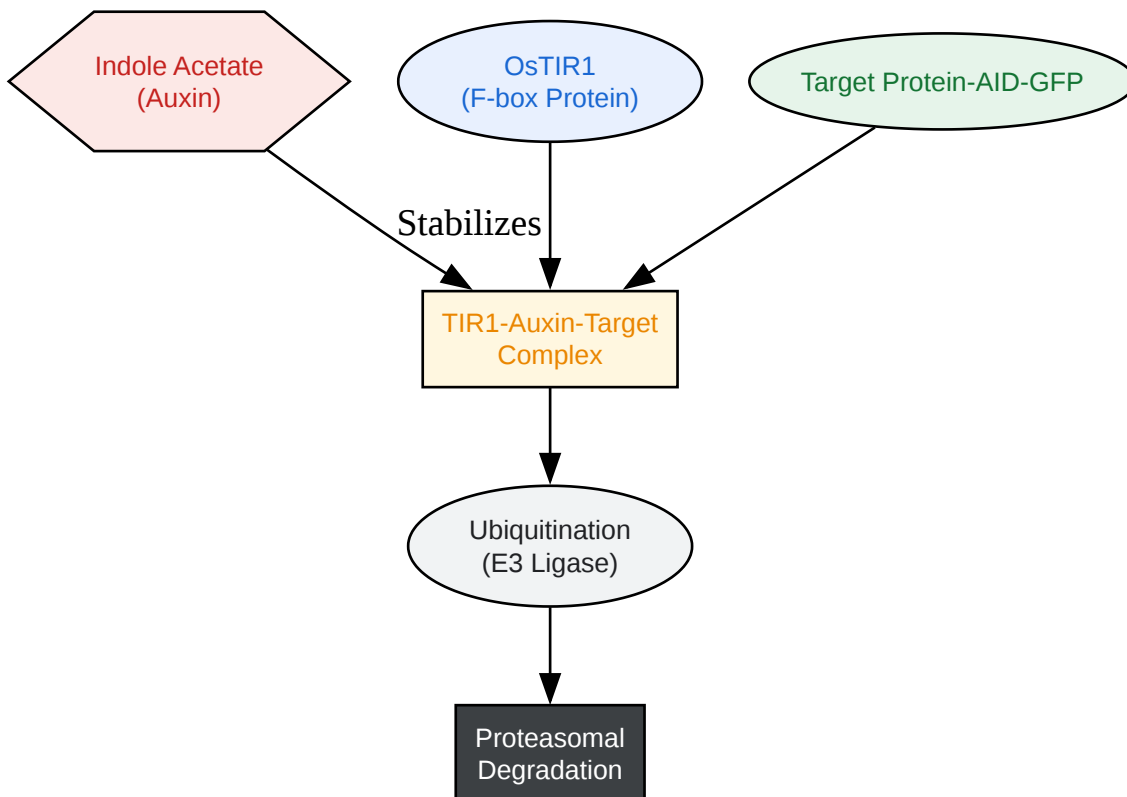 Indole Acetate
(Auxin)
OsTIR1
(F-box Protein)
Target Protein-AID-GFP
Stabilizes
TIR1-Auxin-Target
Complex
Ubiquitination
(E3 Ligase)
Proteasomal
Degradation